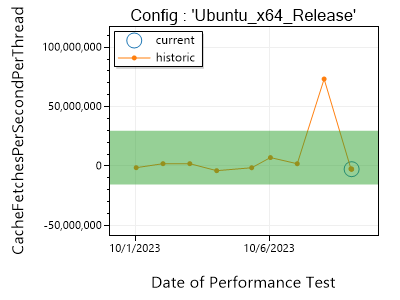 Config : 'Ubuntu_x64_Release'
CacheFetchesPerSecondPerThread
100,000,000
50,000,000
0
-50,000,000
current
historic
10/1/2023
10/6/2023
Date of Performance Test